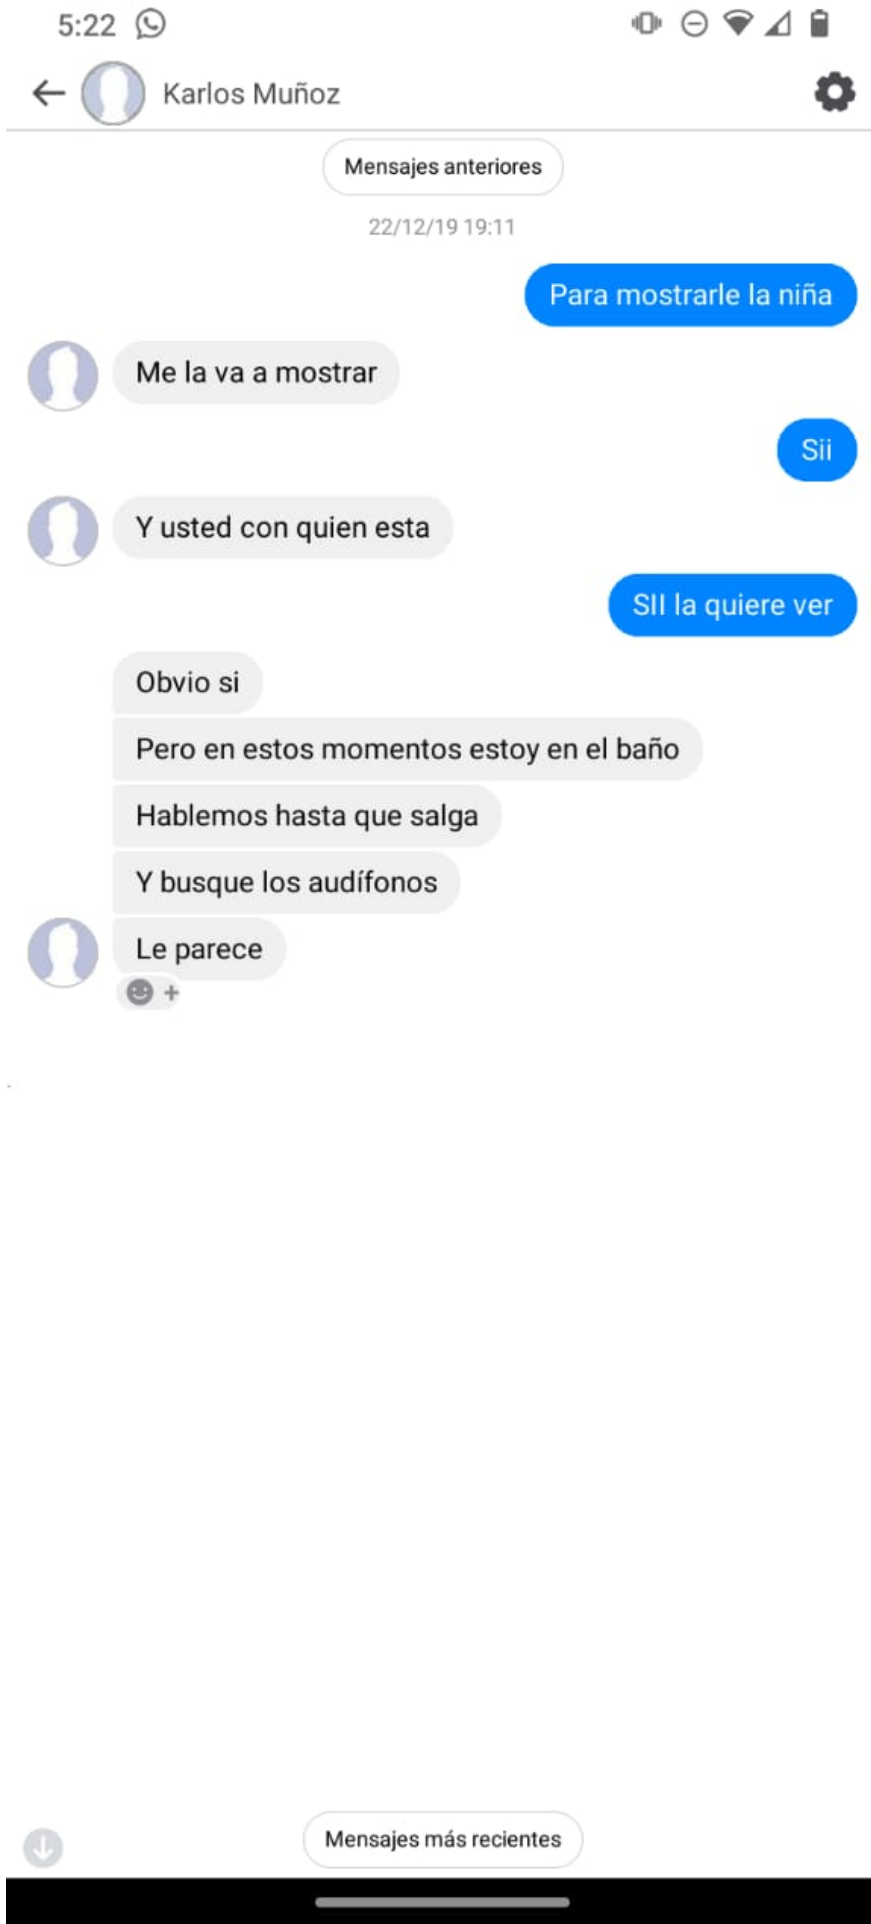 5:22
Karlos Muñoz
Mensajes anteriores
22/12/19 19:11
Para mostrarle la niña
Me la va a mostrar
Sii
Y usted con quien esta
SII la quiere ver
Obvio si
Pero en estos momentos estoy en el baño
Hablemos hasta que salga
Y busque los audífonos
Le parece
Mensajes más recientes